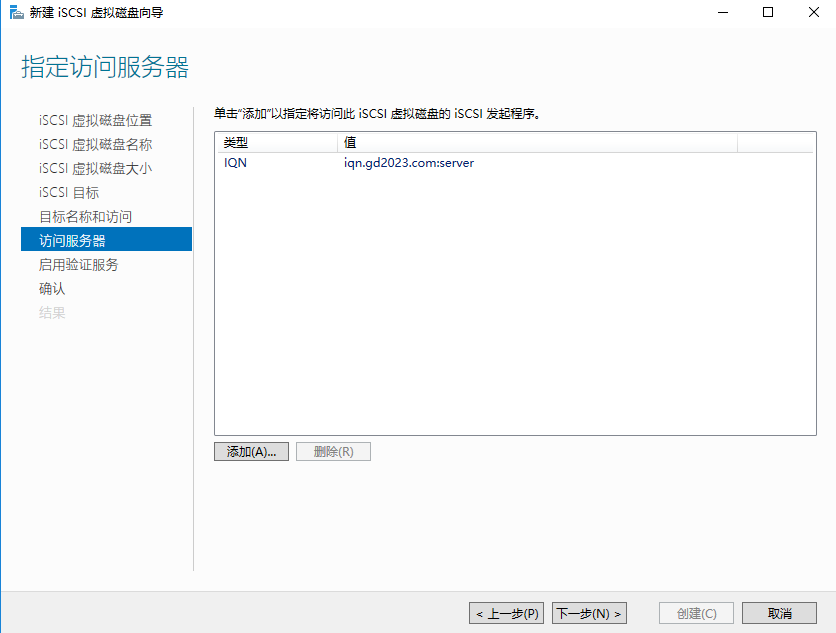 新建 iSCSI 虚拟磁盘向导
指定访问服务器
iSCSI 虚拟磁盘位置
iSCSI 虚拟磁盘名称
iSCSI 虚拟磁盘大小
iSCSI 目标
目标名称和访问
访问服务器
启用验证服务
确认
结果
单击“添加”以指定将访问此 iSCSI 虚拟磁盘的 iSCSI 发起程序。
类型 值
IQN iqn.gd2023.com:server
添加(A)... 删除(R)
< 上一步(P) 下一步(N) > 创建(C) 取消